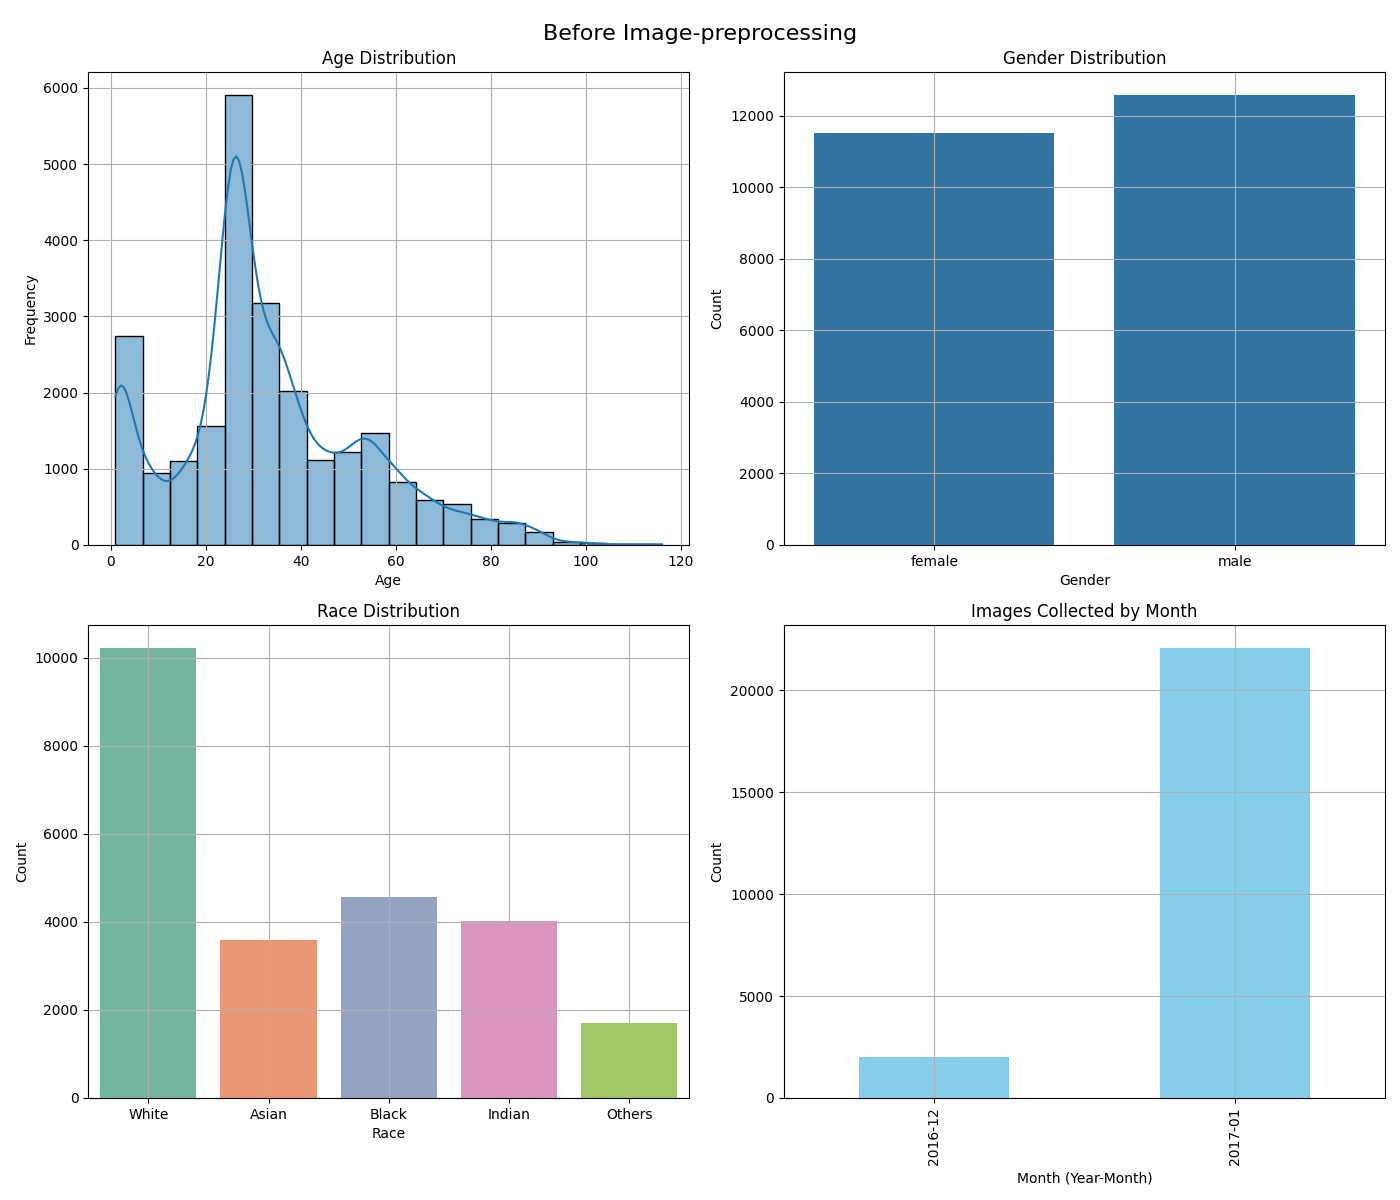 Before Image-preprocessing
Age Distribution
6000
5000
4000
3000
2000
1000
0
Frequency
0 20 40 60 80 100 120
Age
Gender Distribution
12000
10000
8000
6000
4000
2000
0
Count
female male
Gender
Race Distribution
10000
8000
6000
4000
2000
0
Count
White Asian Black Indian Others
Race
Images Collected by Month
20000
15000
10000
5000
0
Count
2016-12
2017-01
Month (Year-Month)